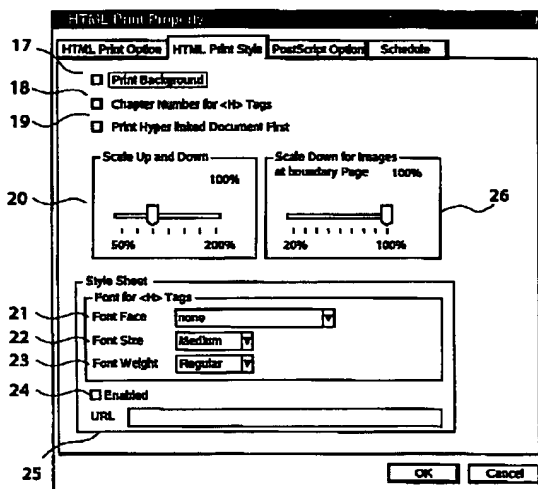 HTML Print Property
HTML Print Option HTML Print Style PostScript Option Schedule
17
Print Background
18
Chapter Number for <H> Tags
19
Print Hyper linked Document First
Scale Up and Down
100%
20
50% 200%
Scale Down for Images
at boundary Page 100%
26
20% 100%
Style Sheet
Font for <H> Tags
21 Font Face none
22 Font Size Medium
23 Font Weight Regular
24 Enabled
URL
25
OK Cancel